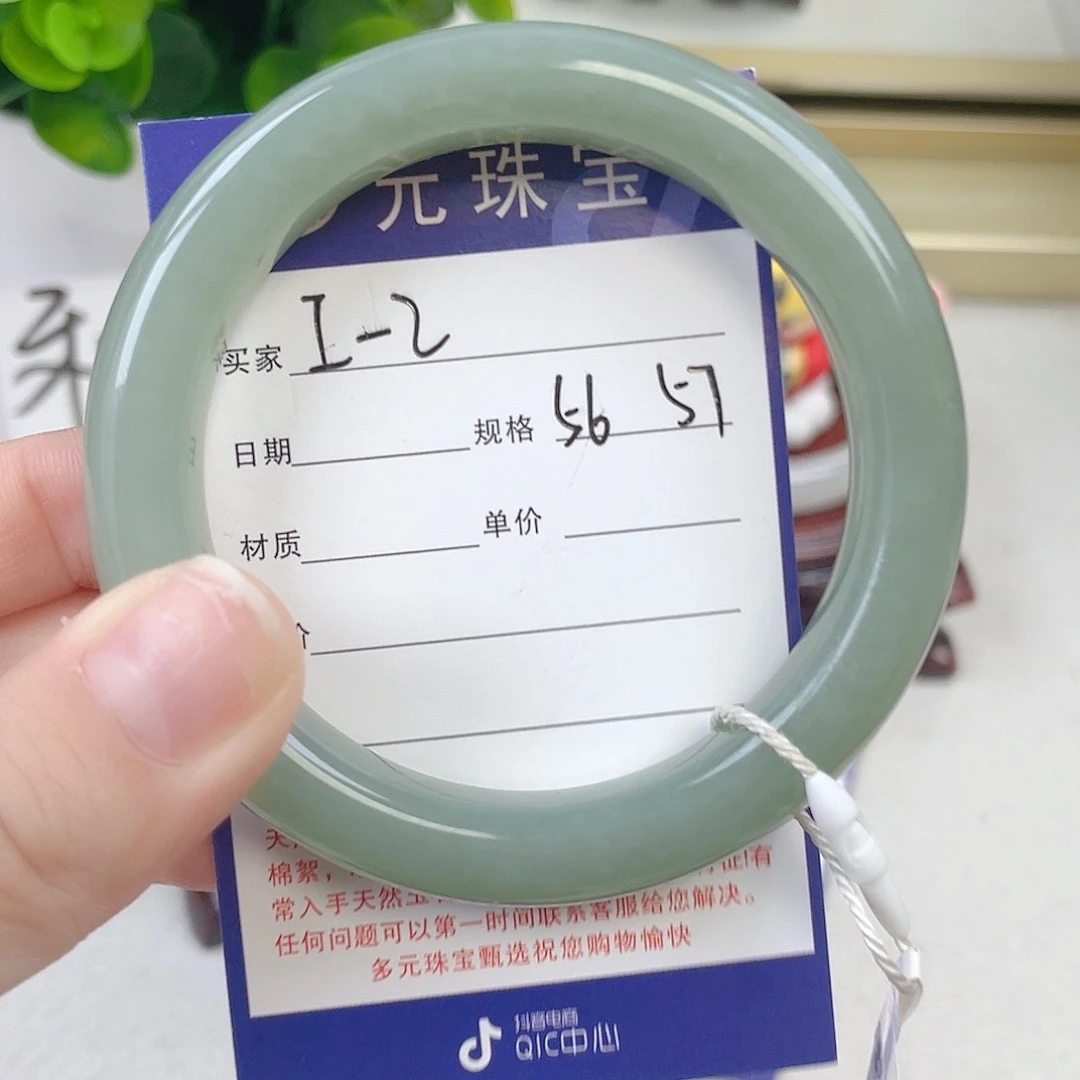 元珠宝
买家 I-2
日期 规格 56 57
材质 单价
棉絮，
常入手天然
任何问题可以第一时间联系客服给您解决。
多元珠宝甄选祝您购物愉快
抖音电商
QIC中心